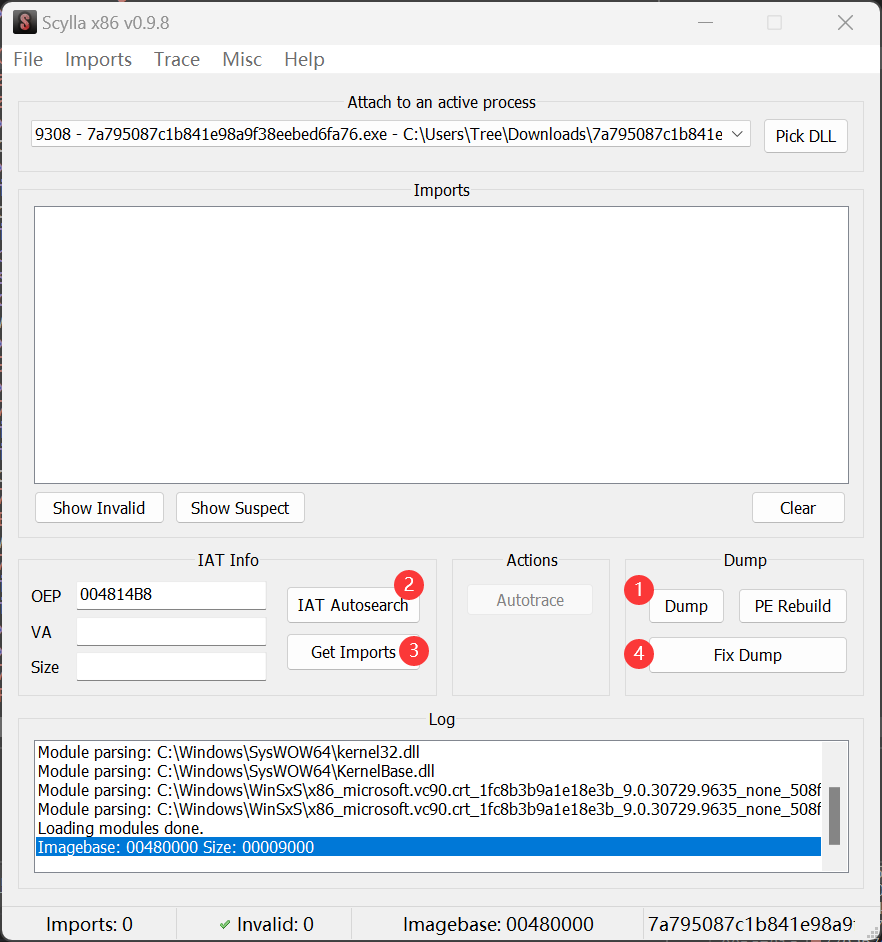 Scylla x86 v0.9.8
File Imports Trace Misc Help
Attach to an active process
9308 - 7a795087c1b841e98a9f38eebed6fa76.exe - C:\Users\Tree\Downloads\7a795087c1b841e
Pick DLL
Imports
Show Invalid Show Suspect Clear
IAT Info Actions Dump
OEP 004814B8
VA
Size
IAT Autosearch 2
Get Imports 3
Autotrace
1 Dump PE Rebuild
4 Fix Dump
Log
Module parsing: C:\Windows\SysWOW64\kernel32.dll
Module parsing: C:\Windows\SysWOW64\KernelBase.dll
Module parsing: C:\Windows\WinSxS\x86_microsoft.vc90.crt_1fc8b3b9a1e18e3b_9.0.30729.9635_none_508f
Module parsing: C:\Windows\WinSxS\x86_microsoft.vc90.crt_1fc8b3b9a1e18e3b_9.0.30729.9635_none_508f
Loading modules done.
Imagebase: 00480000 Size: 00009000
Imports: 0 Invalid: 0 Imagebase: 00480000 7a795087c1b841e98a9